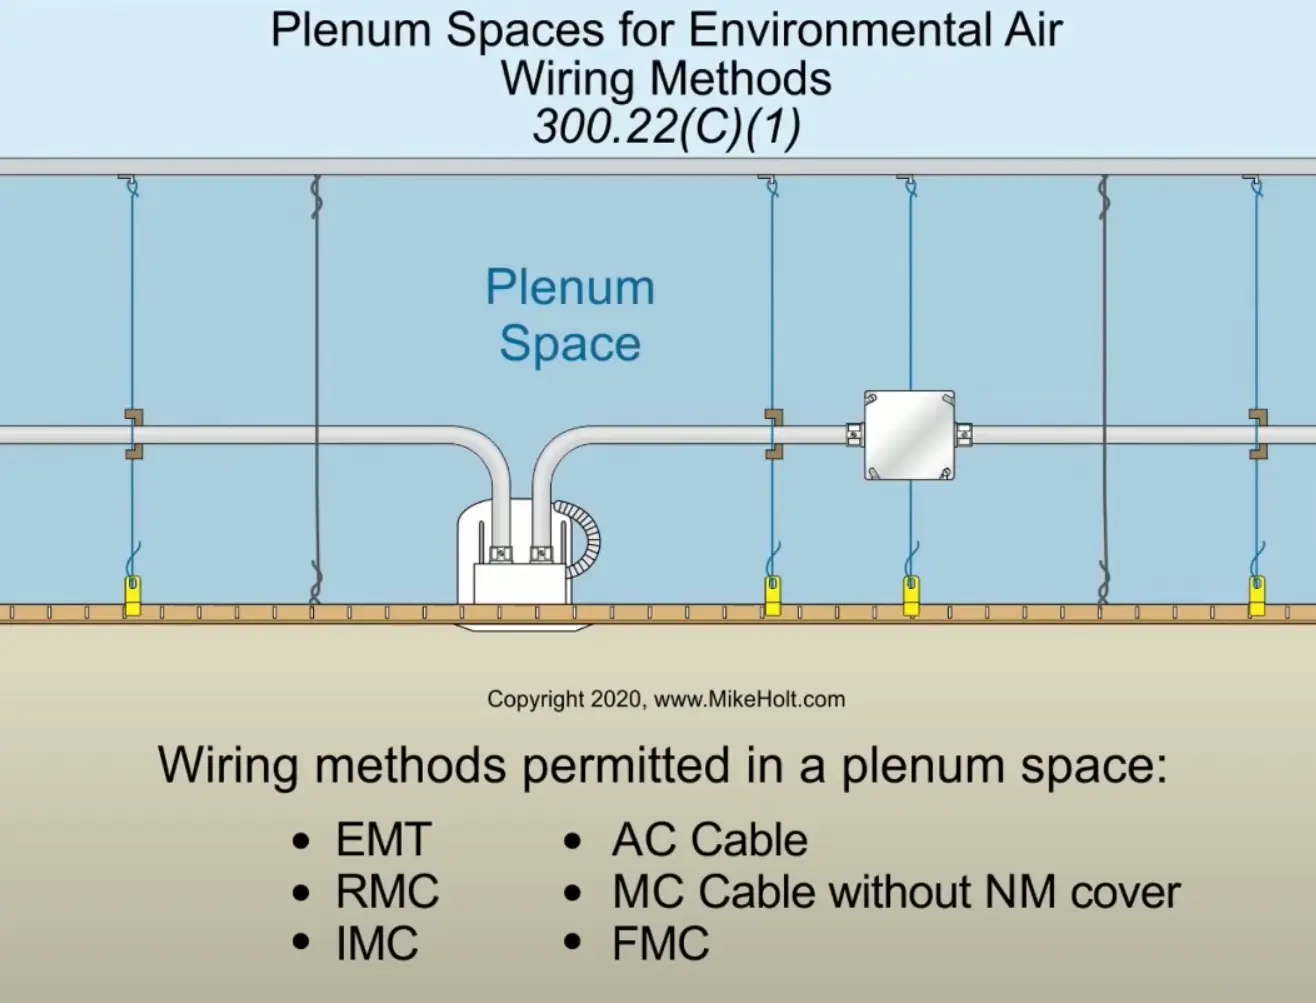 Plenum Spaces for Environmental Air
Wiring Methods
300.22(C)(1)
Plenum
Space
Copyright 2020, www.MikeHolt.com
Wiring methods permitted in a plenum space:
• EMT
• RMC
• IMC
• AC Cable
• MC Cable without NM cover
• FMC